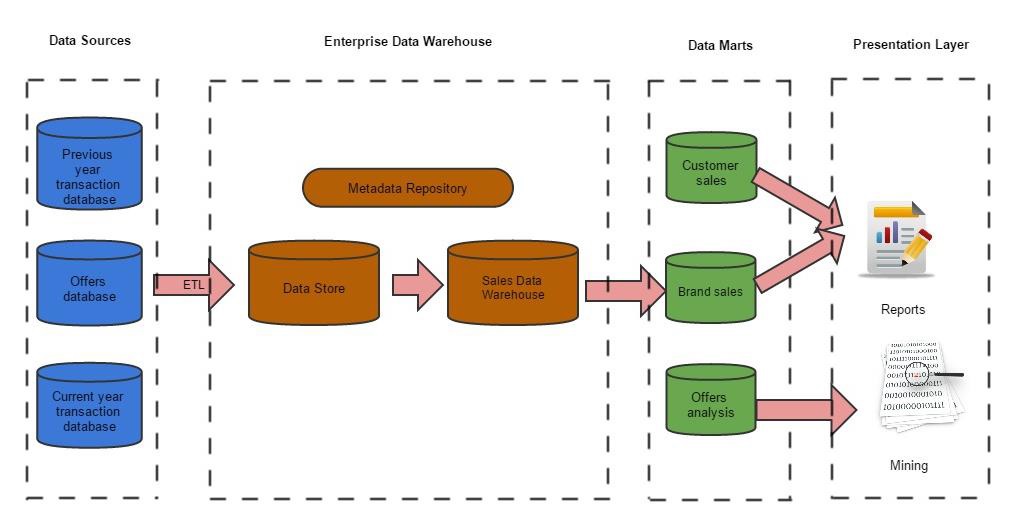 Data Sources
Enterprise Data Warehouse
Data Marts
Presentation Layer
Previous
year
transaction
database
Offers
database
Current year
transaction
database
ETL
Metadata Repository
Data Store
Sales Data
Warehouse
Customer
sales
Brand sales
Offers
analysis
Reports
Mining